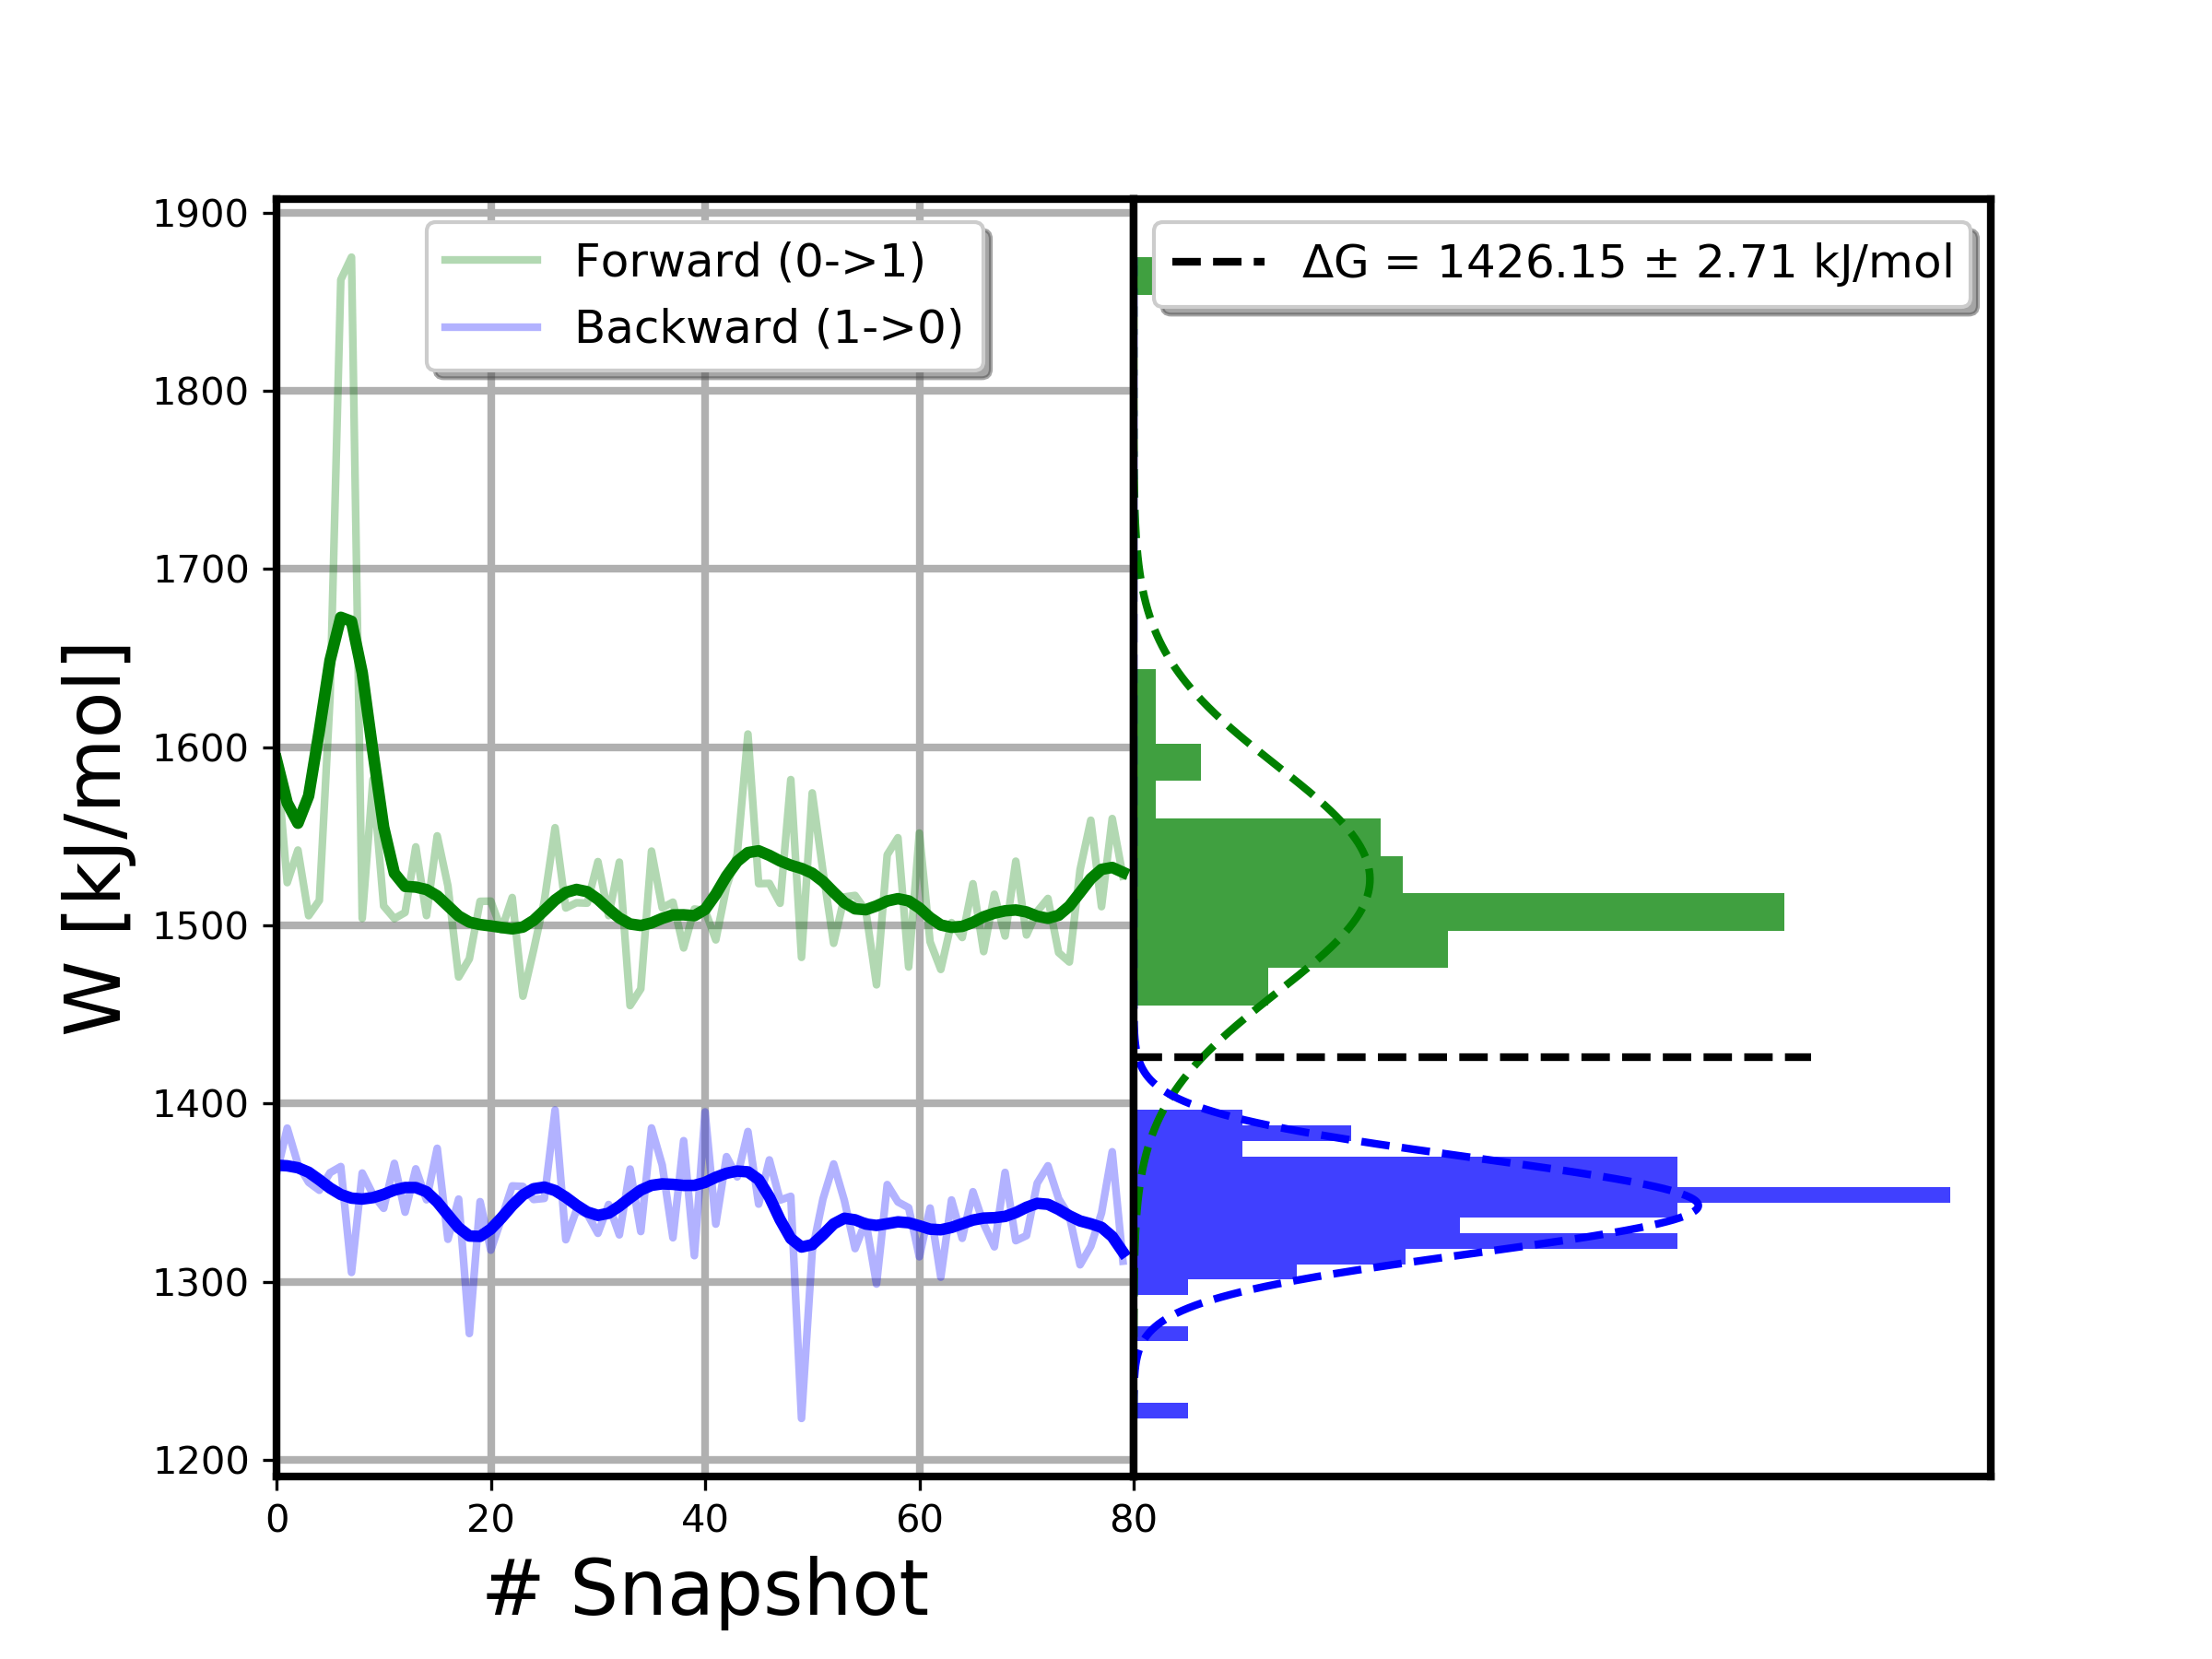 1900
1800
1700
1600
1500
1400
1300
1200
W [kJ/mol]
Forward (0->1)
Backward (1->0)
ΔG = 1426.15 ± 2.71 kJ/mol
0 20 40 60 80
# Snapshot